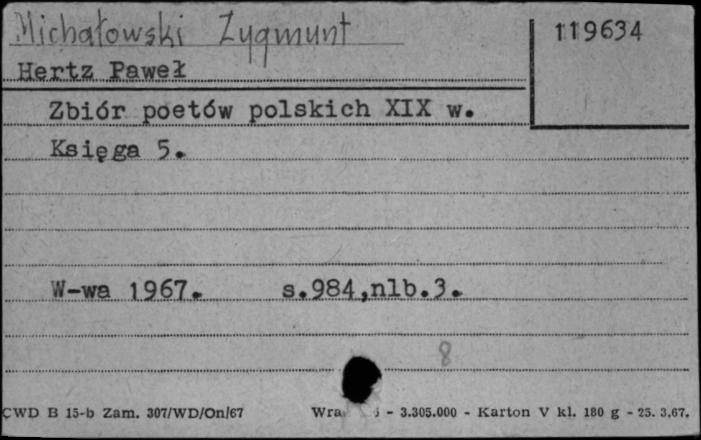 Michałowski Zygmunt
119634
Hertz Paweł
Zbiór poetów polskich XIX w.
Księga 5.
W-wa 1967. s.984,nlb.3.
8
CWD B 15-b Zam. 307/WD/On/67 - 3.305.000 - Karton V kl. 180 g - 25. 3.67.